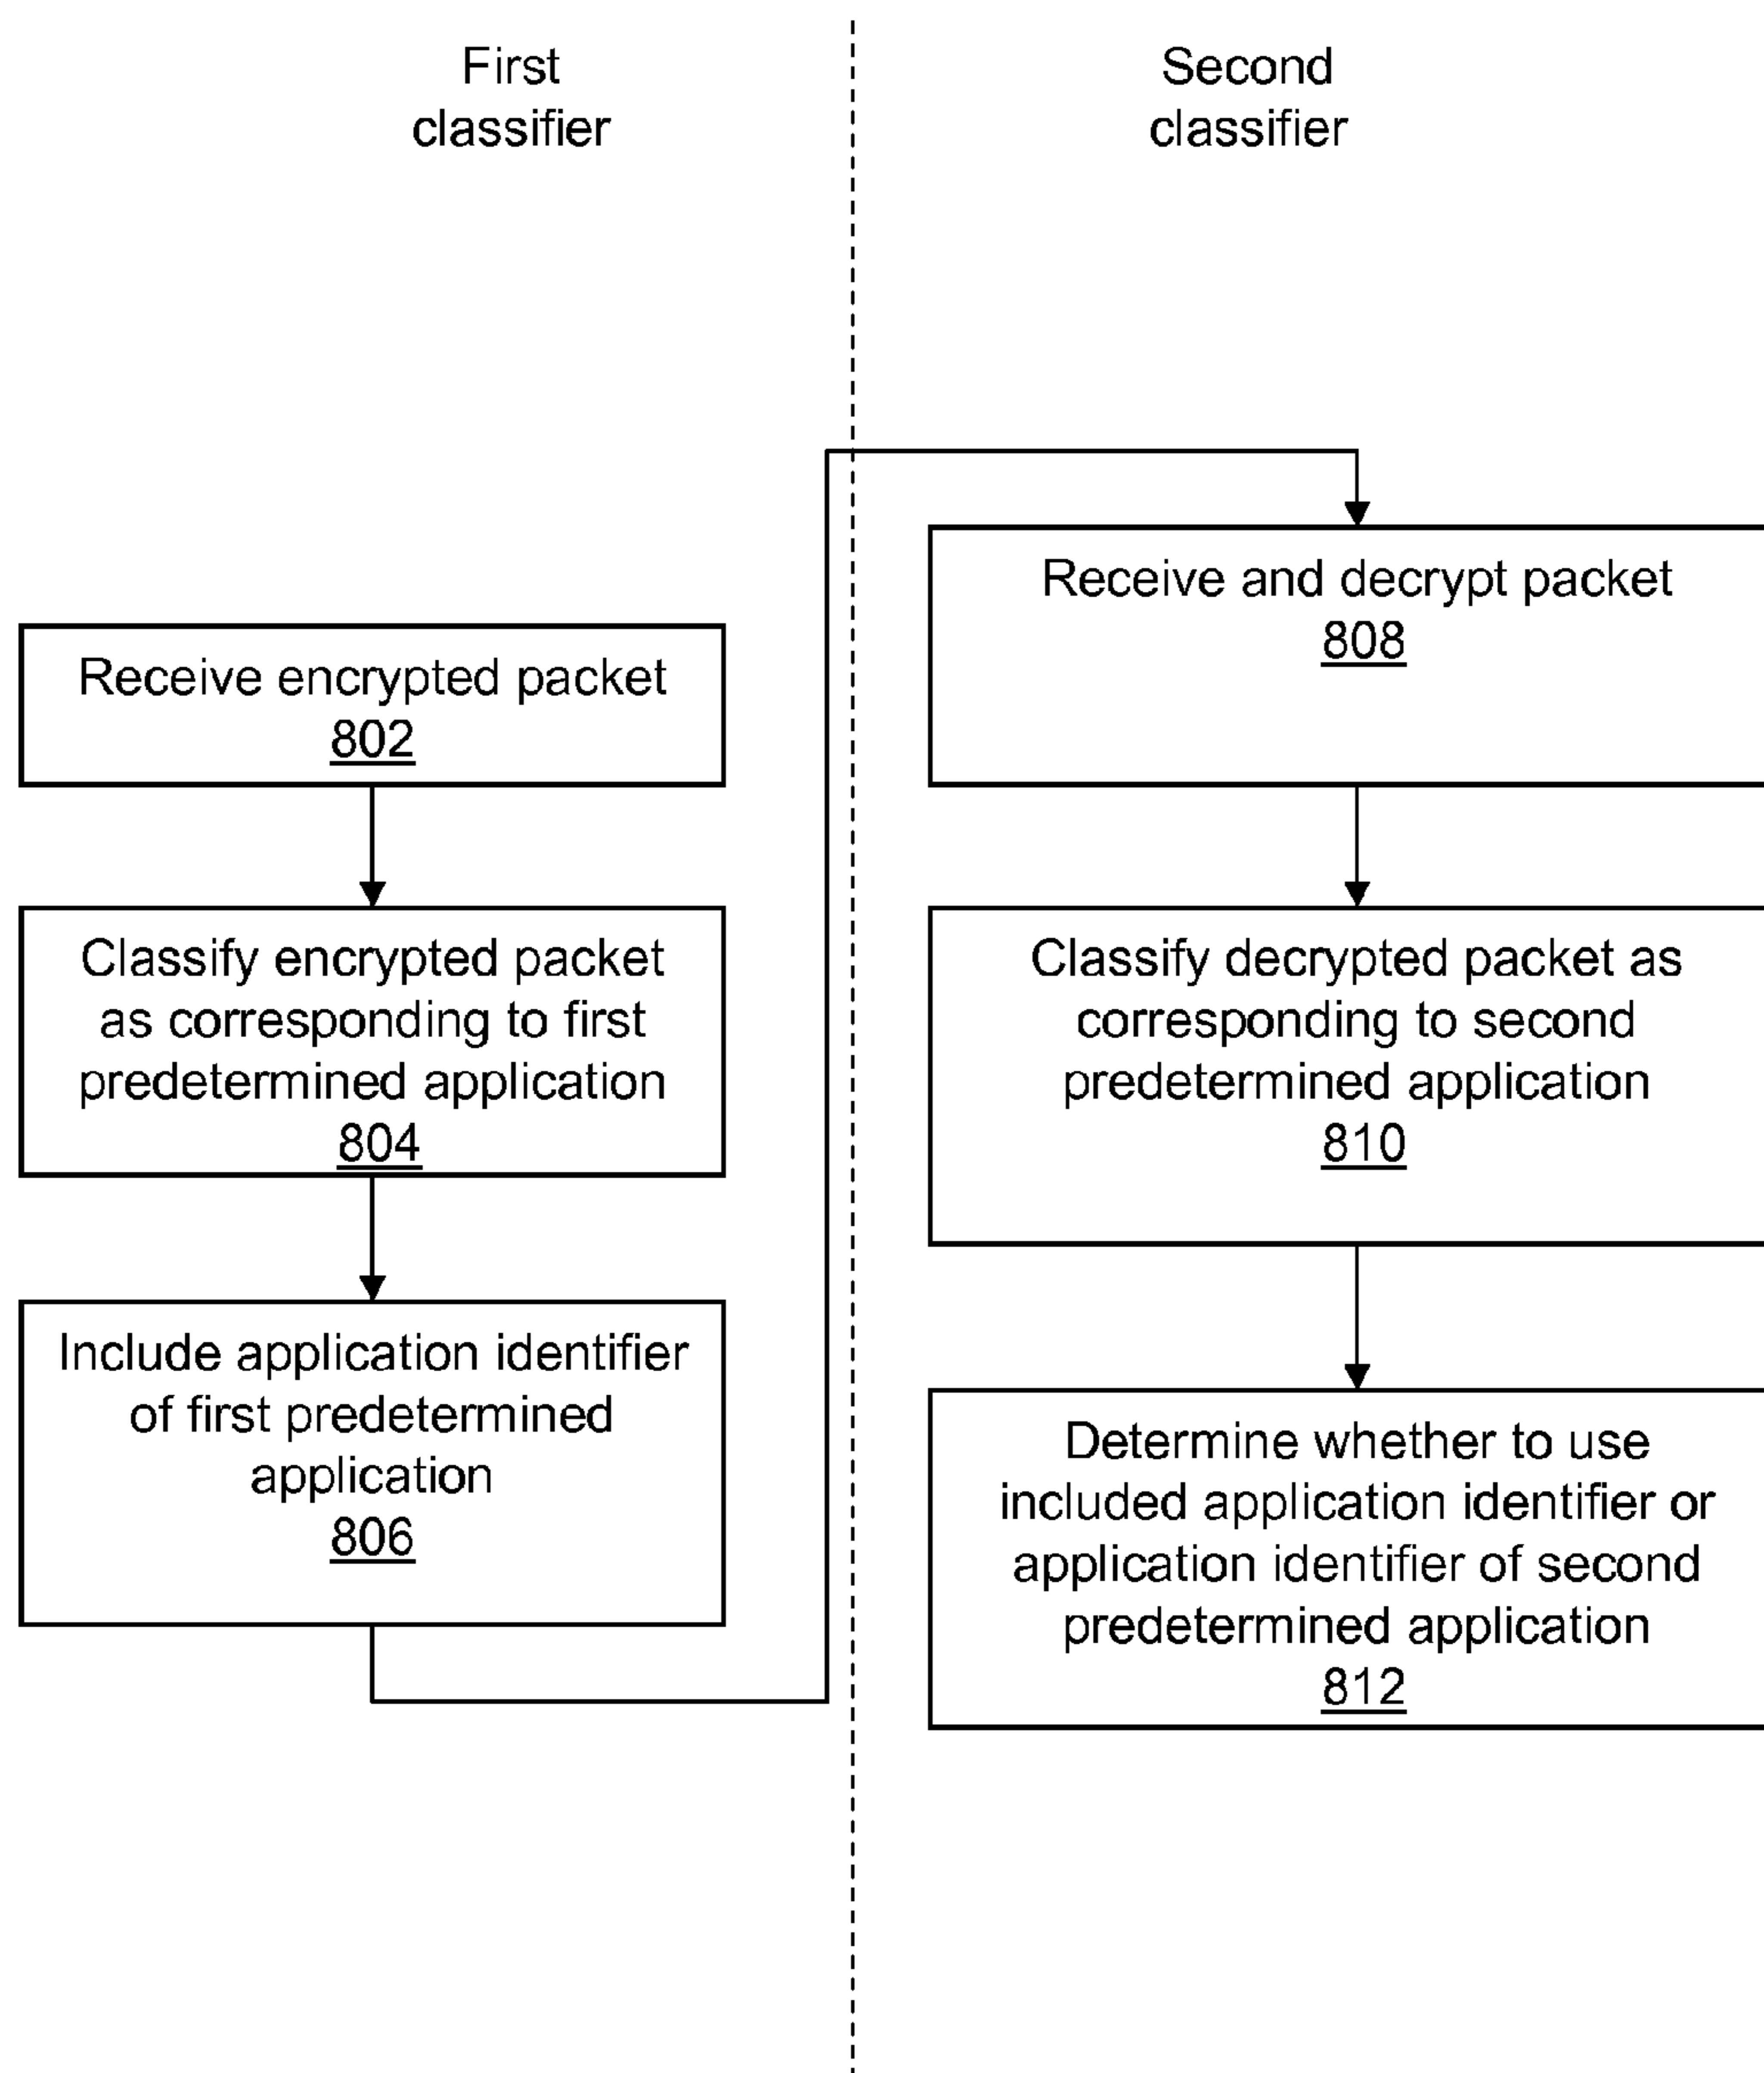 First
classifier
Receive encrypted packet
802
Classify encrypted packet
as corresponding to first
predetermined application
804
Include application identifier
of first predetermined
application
806
Second
classifier
Receive and decrypt packet
808
Classify decrypted packet as
corresponding to second
predetermined application
810
Determine whether to use
included application identifier or
application identifier of second
predetermined application
812